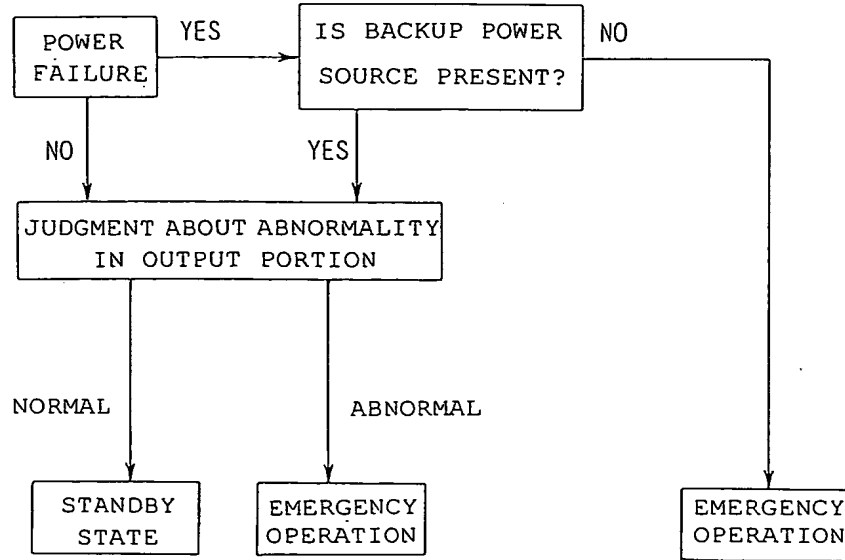 POWER
FAILURE
YES
IS BACKUP POWER
SOURCE PRESENT?
NO
NO
YES
JUDGMENT ABOUT ABNORMALITY
IN OUTPUT PORTION
NORMAL
ABNORMAL
STANDBY
STATE
EMERGENCY
OPERATION
EMERGENCY
OPERATION